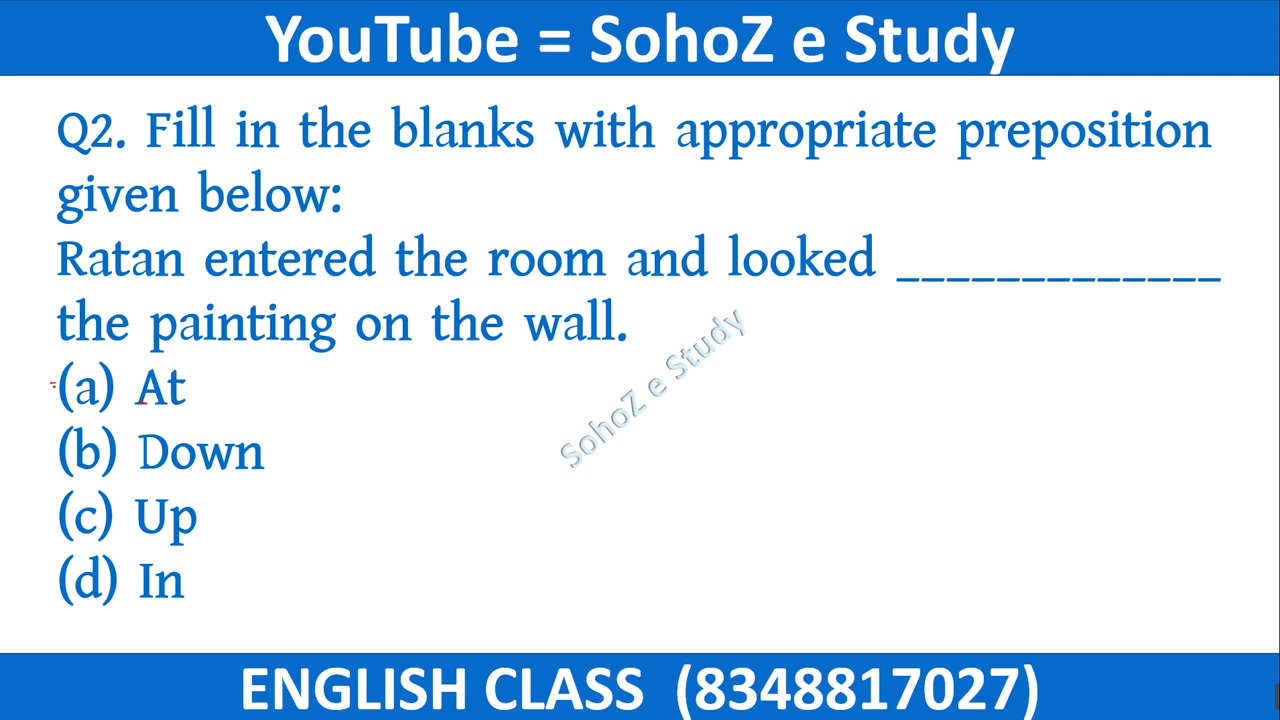 YouTube = SohoZ e Study
Q2. Fill in the blanks with appropriate preposition
given below:
Ratan entered the room and looked _____________
the painting on the wall.
(a) At
(b) Down
(c) Up
(d) In
SohoZ e Study
ENGLISH CLASS (8348817027)